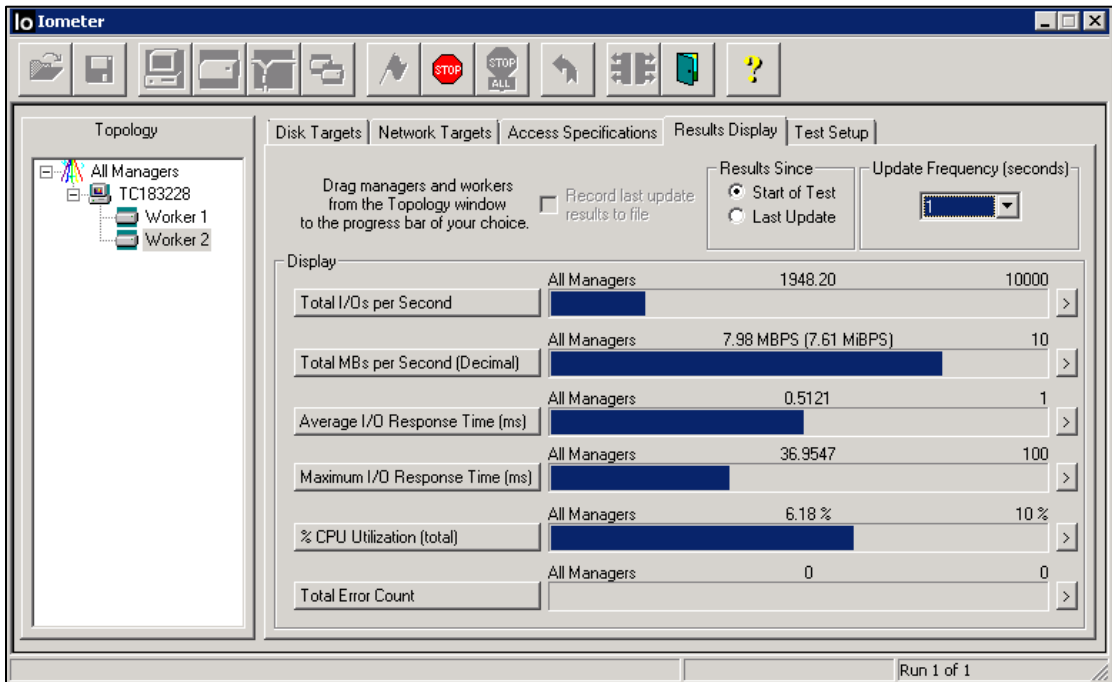 Io Iometer
STOP
STOP
ALL
?
Topology
All Managers
TC183228
Worker 1
Worker 2
Disk Targets
Network Targets
Access Specifications
Results Display
Test Setup
Drag managers and workers
from the Topology window
to the progress bar of your choice.
Record last update
results to file
Results Since
Start of Test
Last Update
Update Frequency (seconds)
1
Display
All Managers 1948.20 10000
Total I/Os per Second >
All Managers 7.98 MBPS (7.61 MiBPS) 10
Total MBs per Second (Decimal) >
All Managers 0.5121 1
Average I/O Response Time (ms) >
All Managers 36.9547 100
Maximum I/O Response Time (ms) >
All Managers 6.18 % 10 %
% CPU Utilization (total) >
All Managers 0 0
Total Error Count >
Run 1 of 1